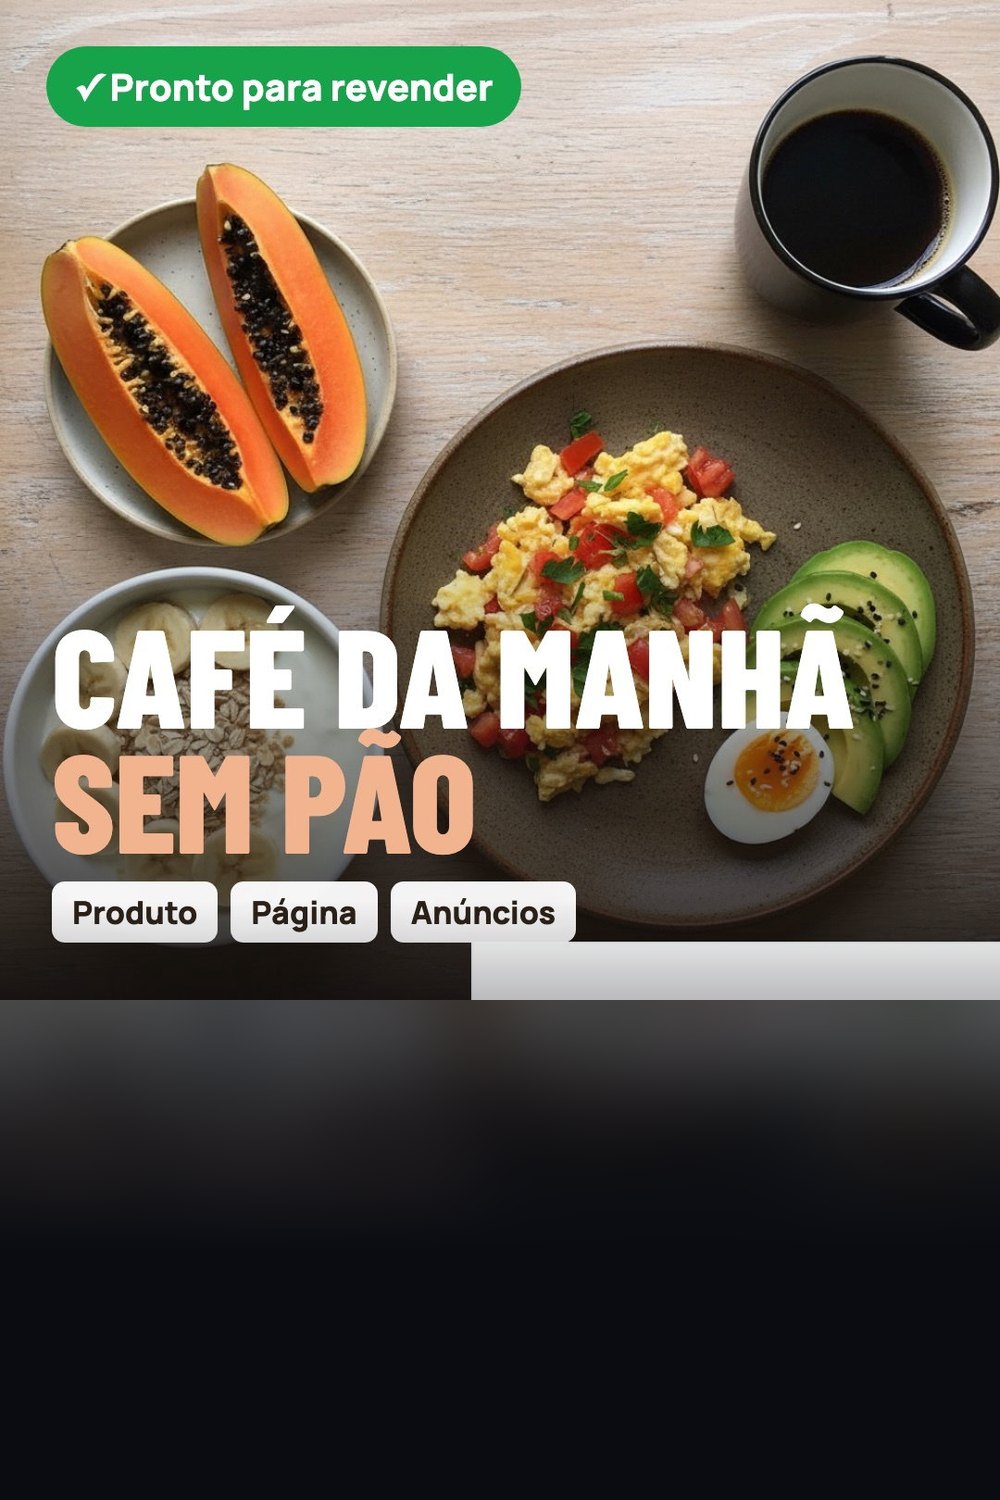 ✓Pronto para revender
CAFÉ DA MANHÃ
SEM PÃO
Produto Página Anúncios